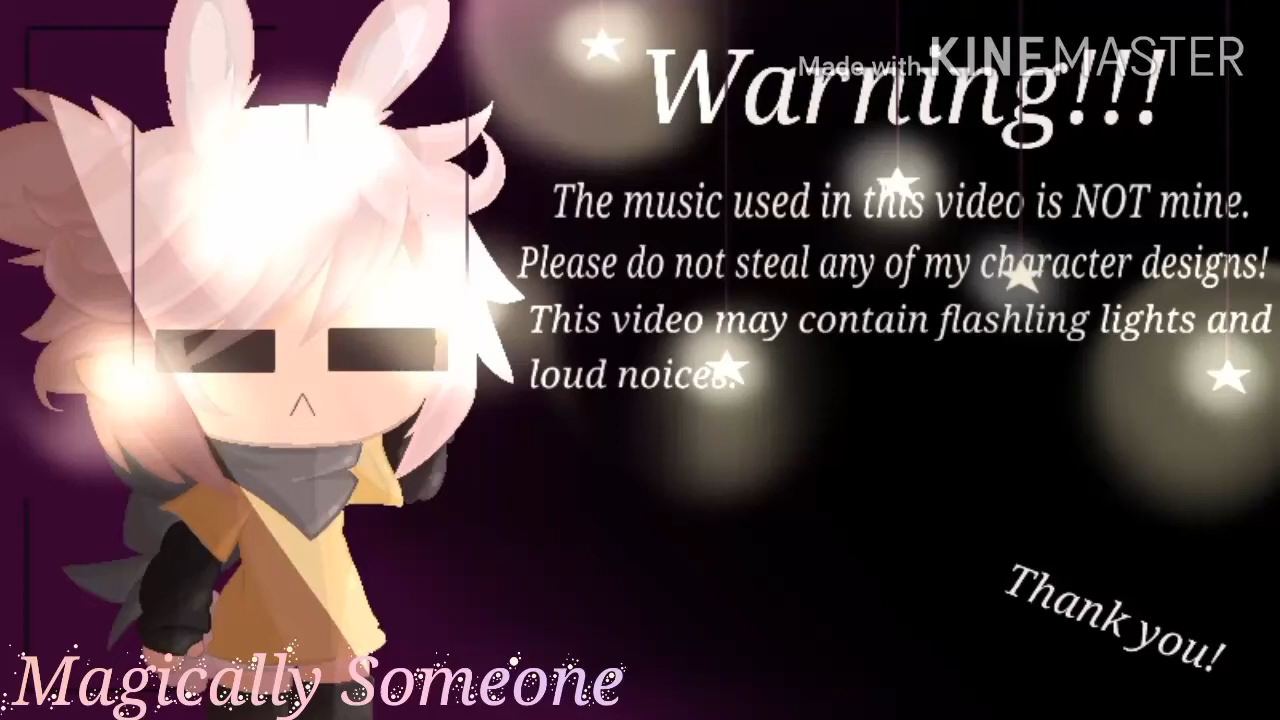 Made with KINEMASTER
Warning!!!
The music used in this video is NOT mine.
Please do not steal any of my character designs!
This video may contain flashling lights and
loud noices.
Thank you!
Magically Someone